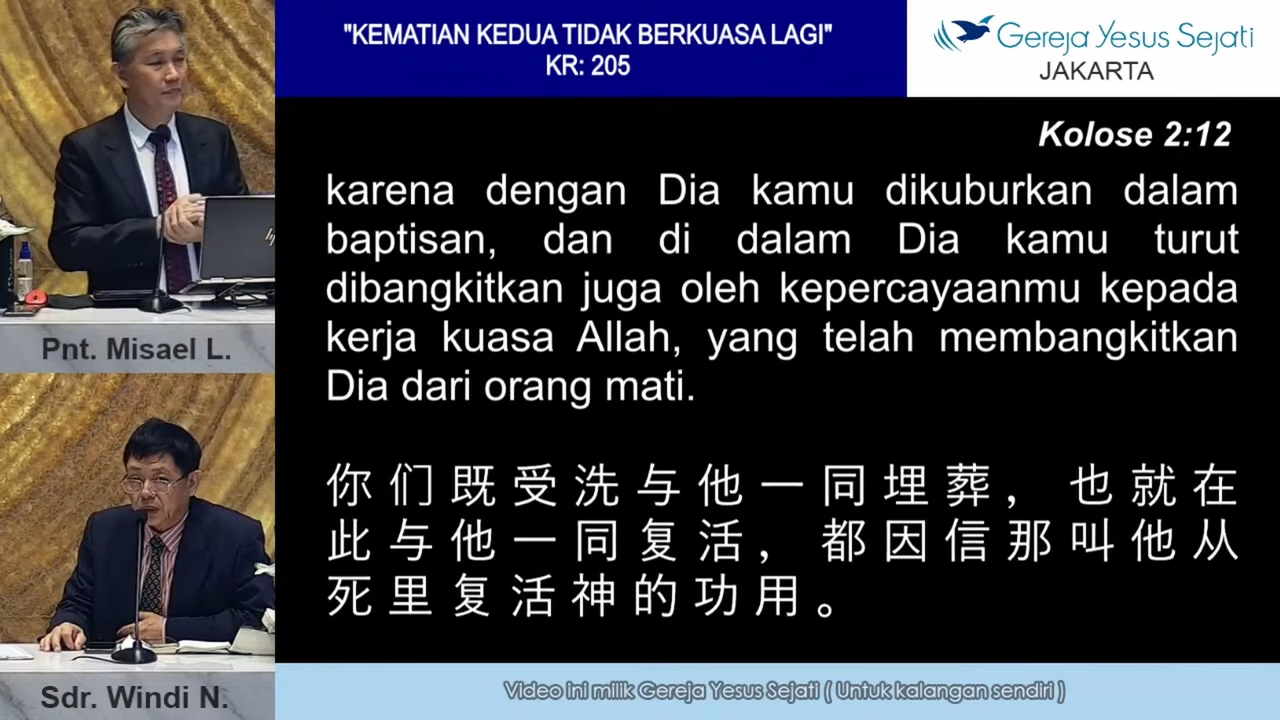 "KEMATIAN KEDUA TIDAK BERKUASA LAGI"
KR: 205
Gereja Yesus Sejati
JAKARTA
Kolose 2:12
karena dengan Dia kamu dikuburkan dalam
baptisan, dan di dalam Dia kamu turut
dibangkitkan juga oleh kepercayaanmu kepada
kerja kuasa Allah, yang telah membangkitkan
Dia dari orang mati.
你们既受洗与他一同埋葬，也就在
此与他一同复活，都因信那叫他从
死里复活神的功用。
Pnt. Misael L.
Sdr. Windi N.
Video ini milik Gereja Yesus Sejati ( Untuk kalangan sendiri )